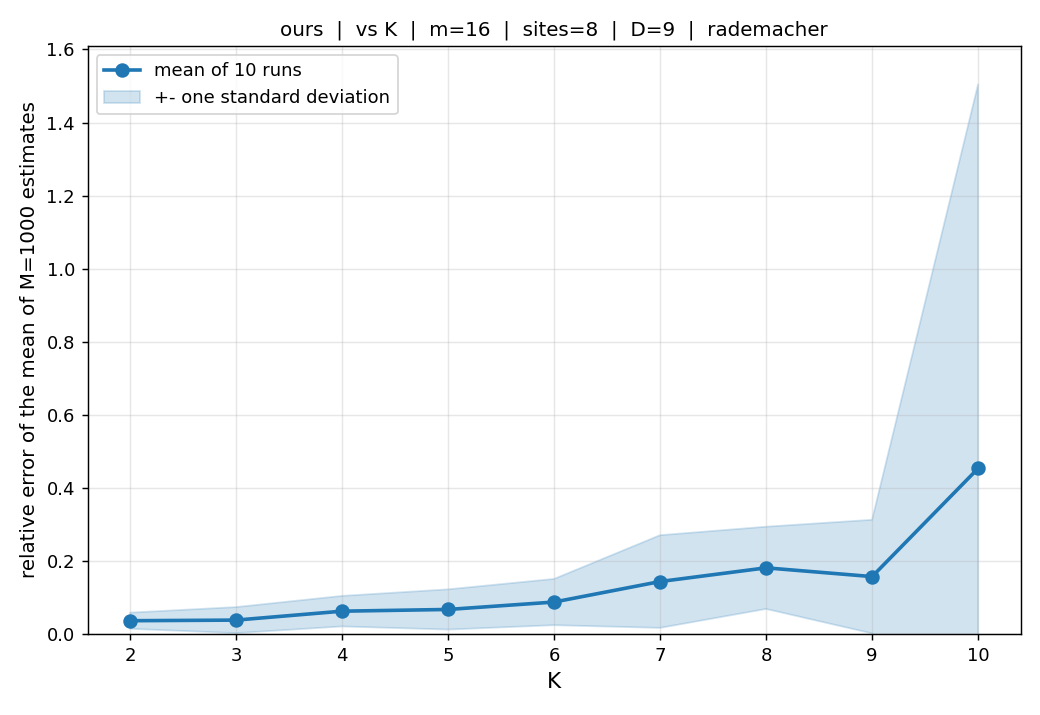 ours | vs K | m=16 | sites=8 | D=9 | rademacher
mean of 10 runs
+- one standard deviation
relative error of the mean of M=1000 estimates
1.6
1.4
1.2
1.0
0.8
0.6
0.4
0.2
0.0
2 3 4 5 6 7 8 9 10
K